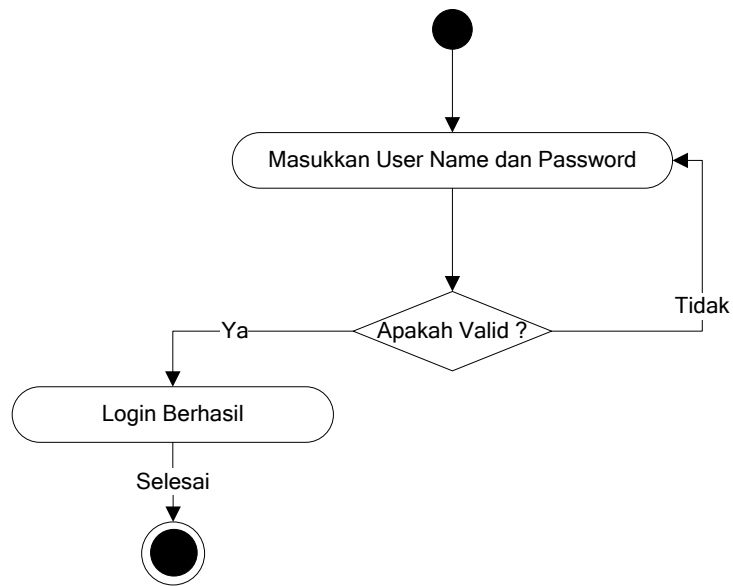 Masukkan User Name dan Password
Tidak
Apakah Valid ?
Ya
Login Berhasil
Selesai